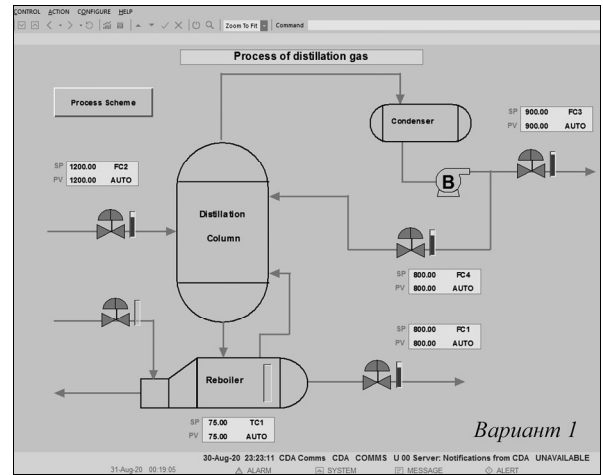 CONTROL ACTION CONFIGURE HELP
Zoom To Fit Command
Process of distillation gas
Process Scheme
Condenser
SP 900.00 FC3
PV 900.00 AUTO
SP 1200.00 FC2
PV 1200.00 AUTO
B
Distillation
Column
SP 800.00 FC4
PV 800.00 AUTO
SP 800.00 FC1
PV 800.00 AUTO
Reboiler
SP 75.00 TC1
PV 75.00 AUTO
Вариант 1
30-Aug-20 23:23:11 CDA Comms CDA COMMS U 00 Server: Notifications from CDA UNAVAILABLE
31-Aug-20 00:19:05 ALARM SYSTEM MESSAGE ALERT